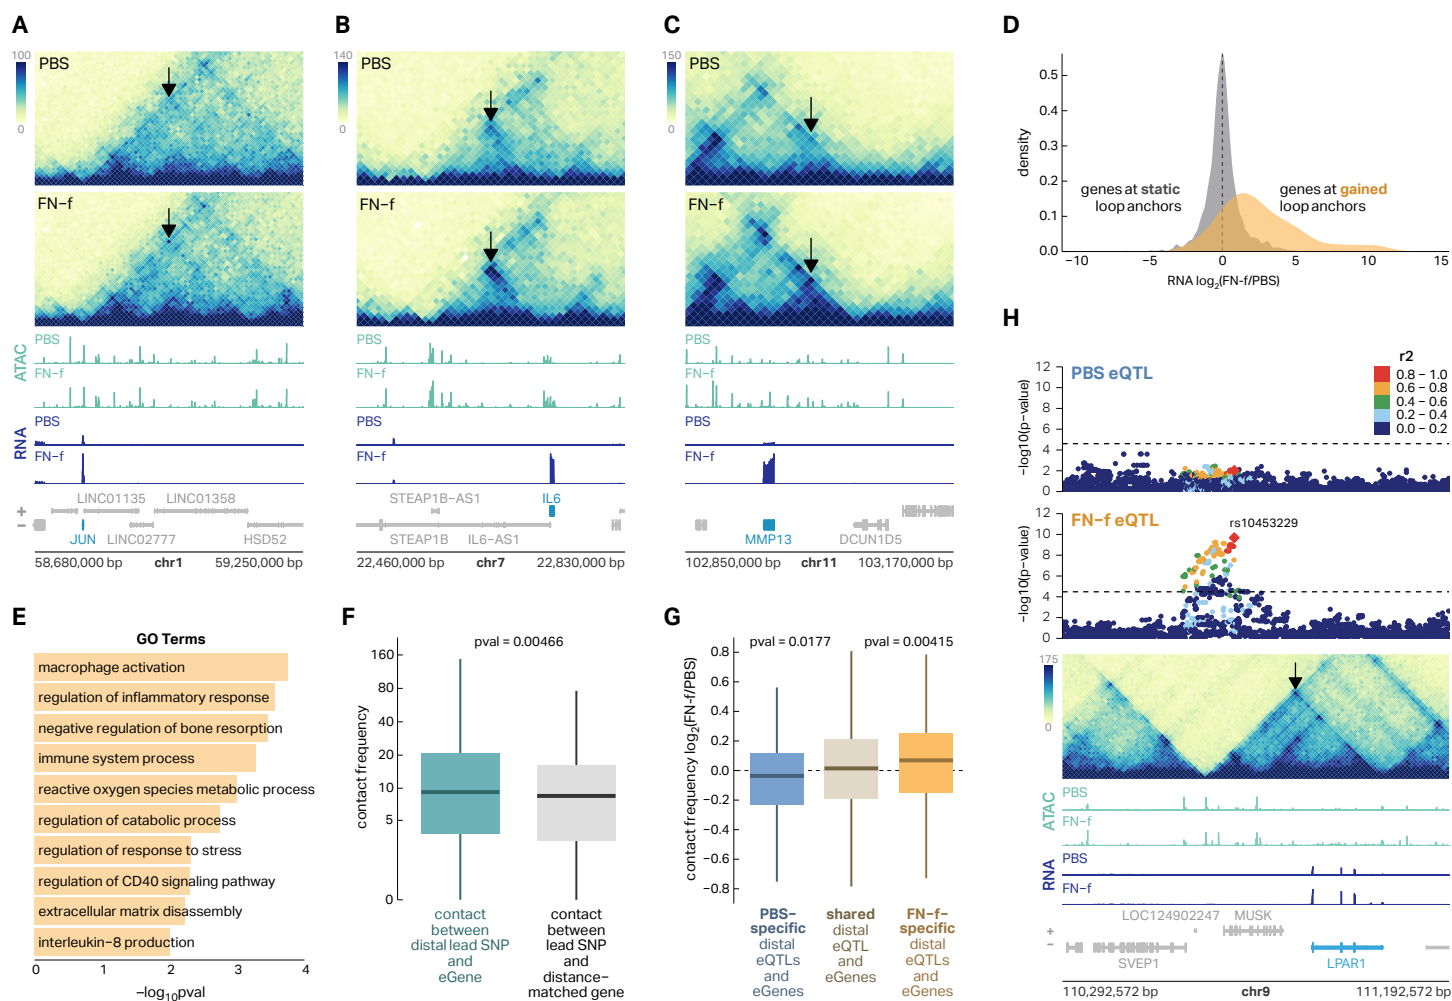 A
100
0
PBS
FN-f
ATAC
PBS
FN-f
RNA
PBS
FN-f
LINC01135
LINC01358
+
−
JUN
LINC02777
HSD52
58,680,000 bp
chr1
59,250,000 bp
B
140
0
PBS
FN-f
PBS
FN-f
PBS
FN-f
STEAP1B-AS1
IL6
STEAP1B
IL6-AS1
22,460,000 bp
chr7
22,830,000 bp
C
150
0
PBS
FN-f
PBS
FN-f
PBS
FN-f
MMP13
DCUN1D5
102,850,000 bp
chr11
103,170,000 bp
D
density
0.5
0.4
0.3
0.2
0.1
0.0
genes at static
loop anchors
genes at gained
loop anchors
−10
−5
0
5
10
15
RNA log2(FN-f/PBS)
E
GO Terms
macrophage activation
regulation of inflammatory response
negative regulation of bone resorption
immune system process
reactive oxygen species metabolic process
regulation of catabolic process
regulation of response to stress
regulation of CD40 signaling pathway
extracellular matrix disassembly
interleukin-8 production
0
1
2
3
4
−log10pval
F
pval = 0.00466
contact frequency
160
80
40
20
10
5
0
contact
between
distal lead SNP
and
eGene
contact
between
lead SNP
and
distance-
matched gene
G
pval = 0.0177
pval = 0.00415
contact frequency log2(FN-f/PBS)
0.8
0.6
0.4
0.2
0.0
−0.2
−0.4
−0.6
−0.8
PBS-
specific
distal
eQTLs
and
eGenes
shared
distal
eQTL
and
eGenes
FN-f-
specific
distal
eQTLs
and
eGenes
H
PBS eQTL
−log10(p-value)
12
10
8
6
4
2
0
r2
0.8 - 1.0
0.6 - 0.8
0.4 - 0.6
0.2 - 0.4
0.0 - 0.2
FN-f eQTL
rs10453229
−log10(p-value)
12
10
8
6
4
2
0
175
0
ATAC
PBS
FN-f
RNA
PBS
FN-f
LOC124902247
MUSK
+
−
SVEP1
LPAR1
110,292,572 bp
chr9
111,192,572 bp